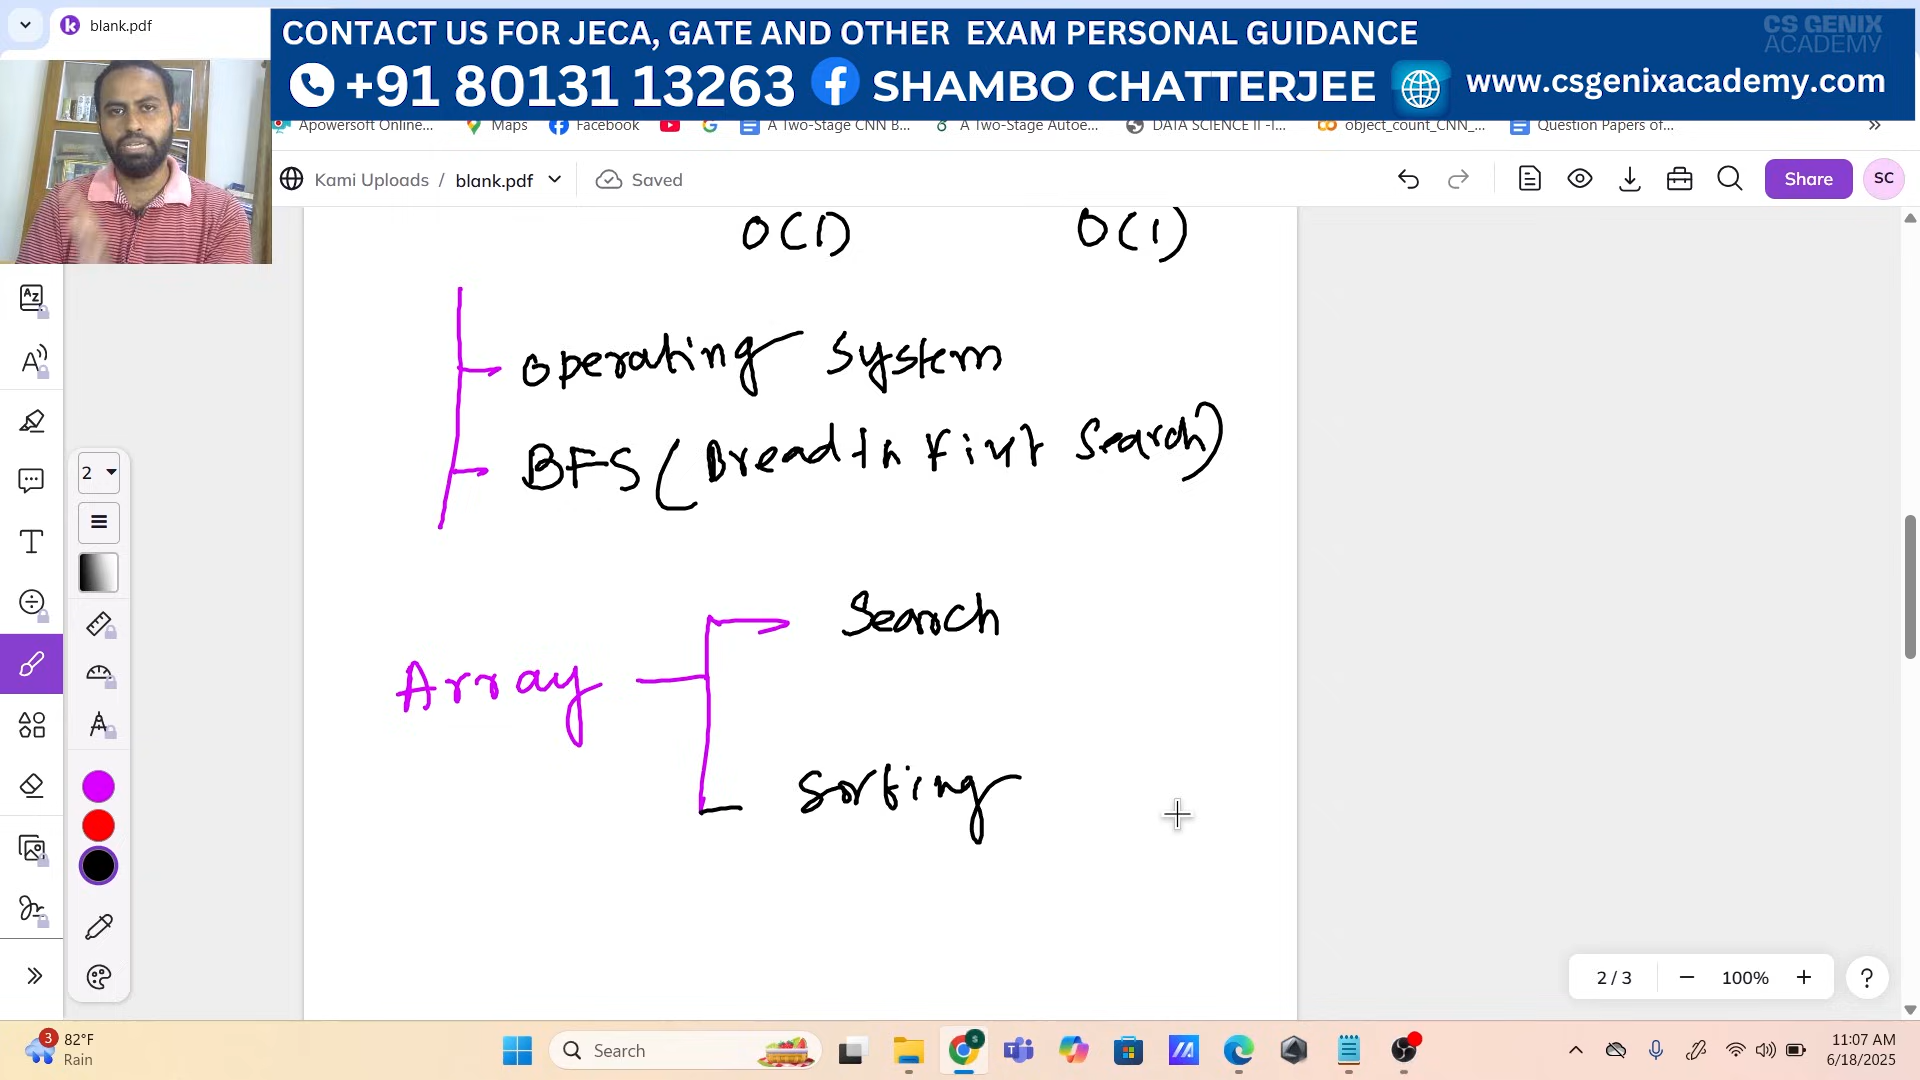 blank.pdf
CONTACT US FOR JECA, GATE AND OTHER EXAM PERSONAL GUIDANCE
CS GENIX ACADEMY
+91 80131 13263 SHAMBO CHATTERJEE www.csgenixacademy.com
Apowersoft Online... Maps Facebook A Two-Stage CNN B... A Two-Stage Autoe... DATA SCIENCE II -I... object_count_CNN_... Question Papers of...
Kami Uploads / blank.pdf Saved Share SC
O(1) O(1)
Operating System
BFS (Breadth First Search)
Search
Array
Sorting
2
2 / 3 100%
3 82°F
Rain
Search
11:07 AM
6/18/2025